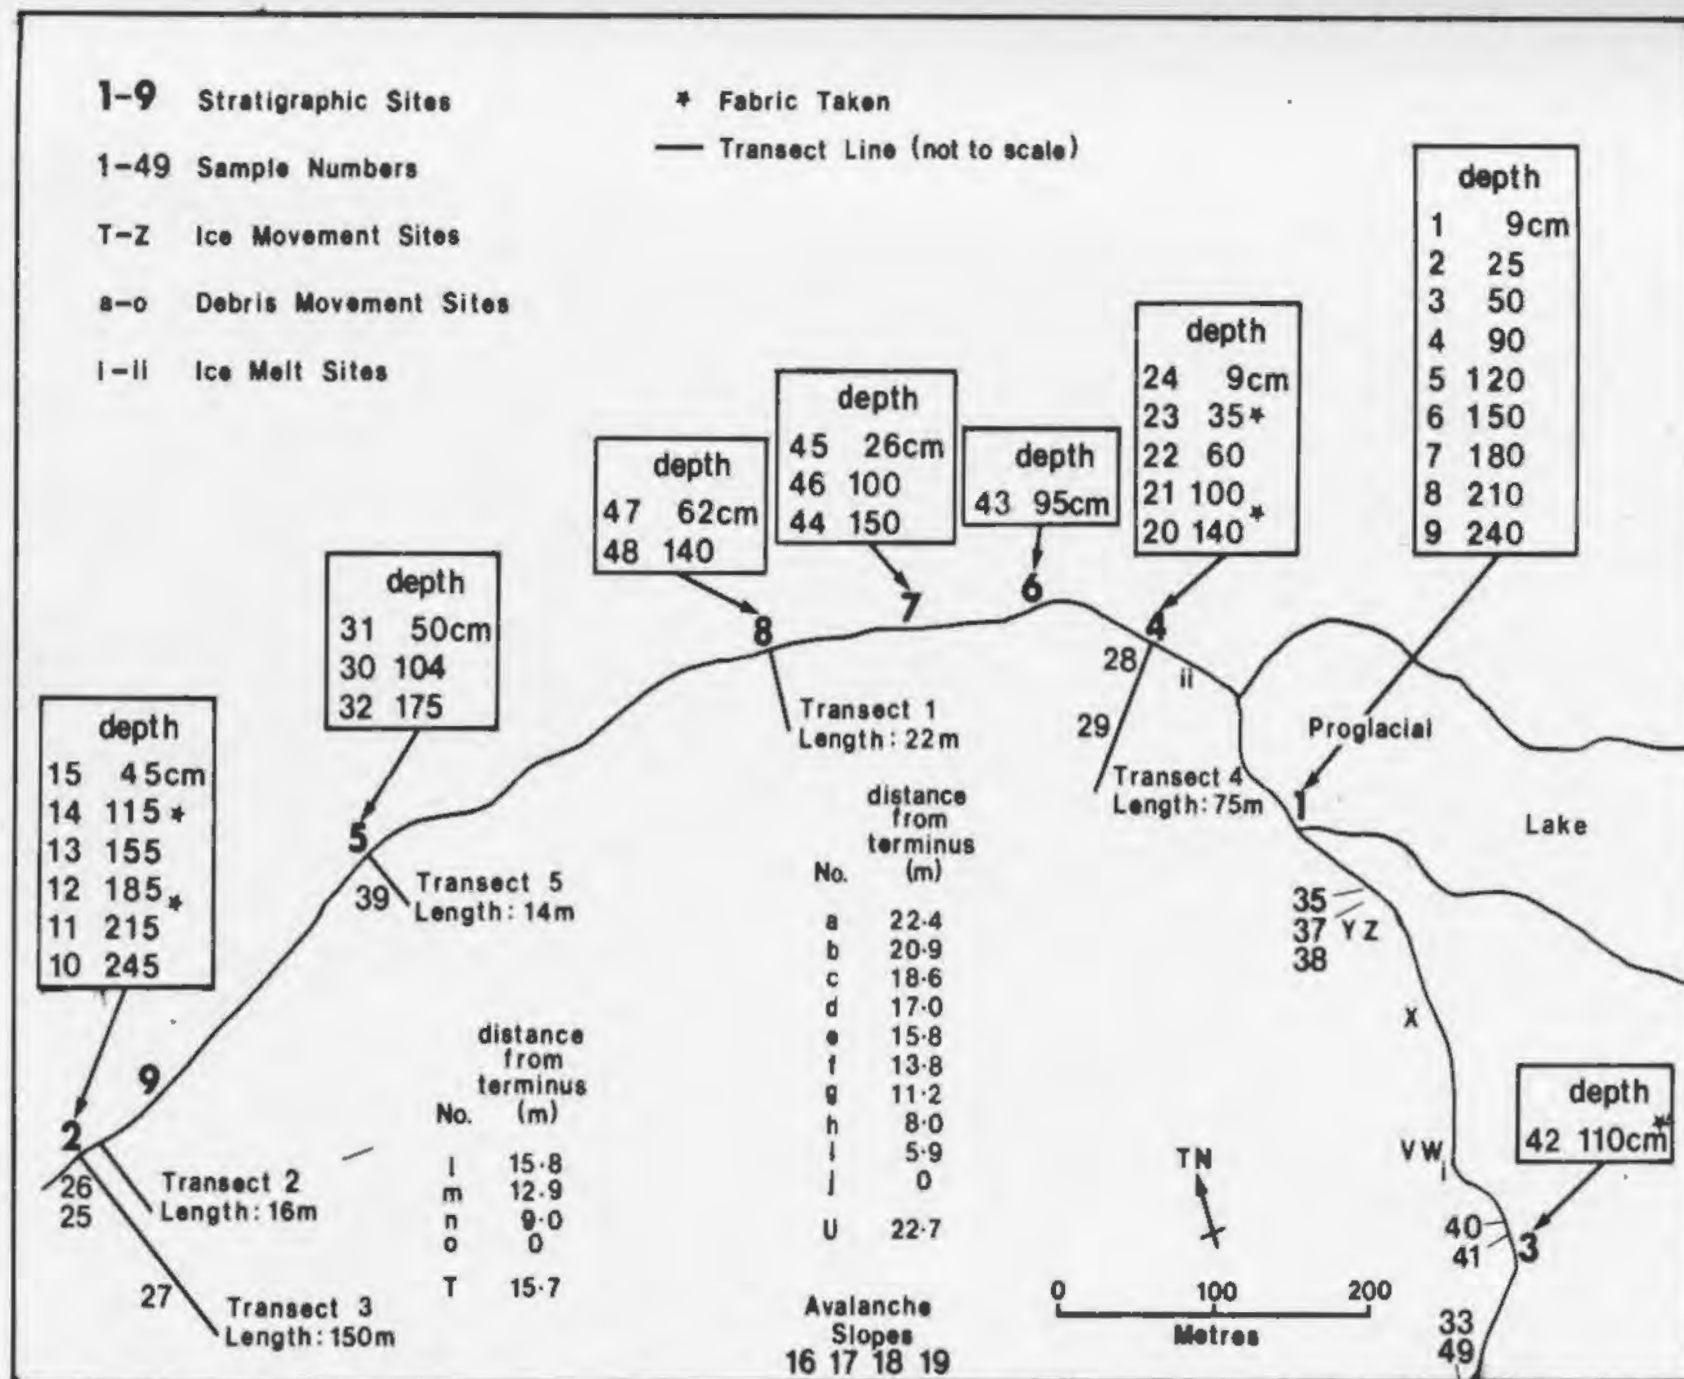 1-9 Stratigraphic Sites
1-49 Sample Numbers
T-Z Ice Movement Sites
a-o Debris Movement Sites
i-ii Ice Melt Sites
* Fabric Taken
— Transect Line (not to scale)
depth
1 9cm
2 25
3 50
4 90
5 120
6 150
7 180
8 210
9 240
depth
24 9cm
23 35*
22 60
21 100
*
20 140
depth
43 95cm
depth
45 26cm
46 100
44 150
depth
47 62cm
48 140
depth
31 50cm
30 104
32 175
depth
15 45cm
14 115*
13 155
12 185
*
11 215
10 245
6
7
8
4
28
ii
29
Transect 1
Length: 22m
Transect 4
Length: 75m
Proglacial
Lake
1
5
39
Transect 5
Length: 14m
35
37 Y Z
38
X
9
2
26
25
Transect 2
Length: 16m
27
Transect 3
Length: 150m
distance
from
terminus
No. (m)
l 15·8
m 12·9
n 9·0
o 0
T 15·7
distance
from
terminus
No. (m)
a 22·4
b 20·9
c 18·6
d 17·0
e 15·8
f 13·8
g 11·2
h 8·0
i 5·9
j 0
U 22·7
Avalanche
Slopes
16 17 18 19
TN
0 100 200
Metres
V W
i
depth
42 110cm*
40
41
3
33
49